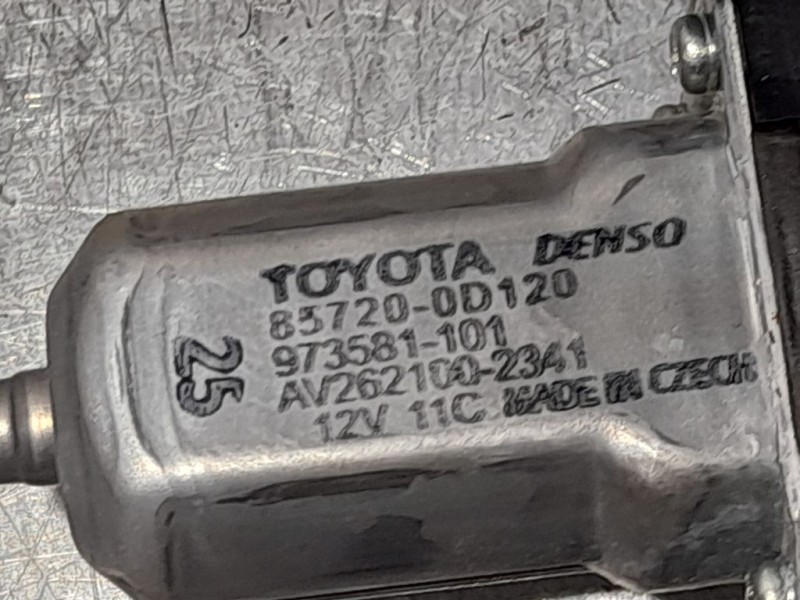 TOYOTA DENSO
85720-0D120
973581-101
AV262100-2341
12V 11C MADE IN CZECH
25